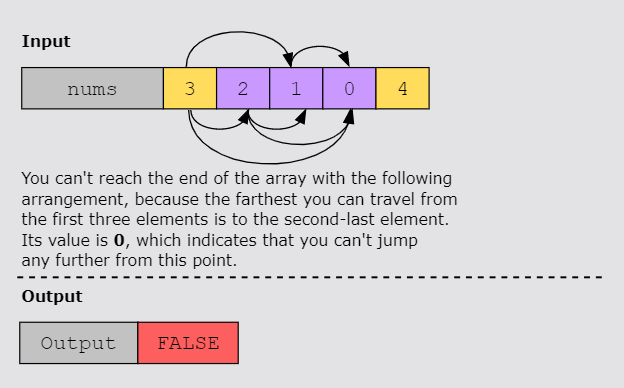 Input
nums 3 2 1 0 4
You can't reach the end of the array with the following
arrangement, because the farthest you can travel from
the first three elements is to the second-last element.
Its value is 0, which indicates that you can't jump
any further from this point.
Output
Output FALSE